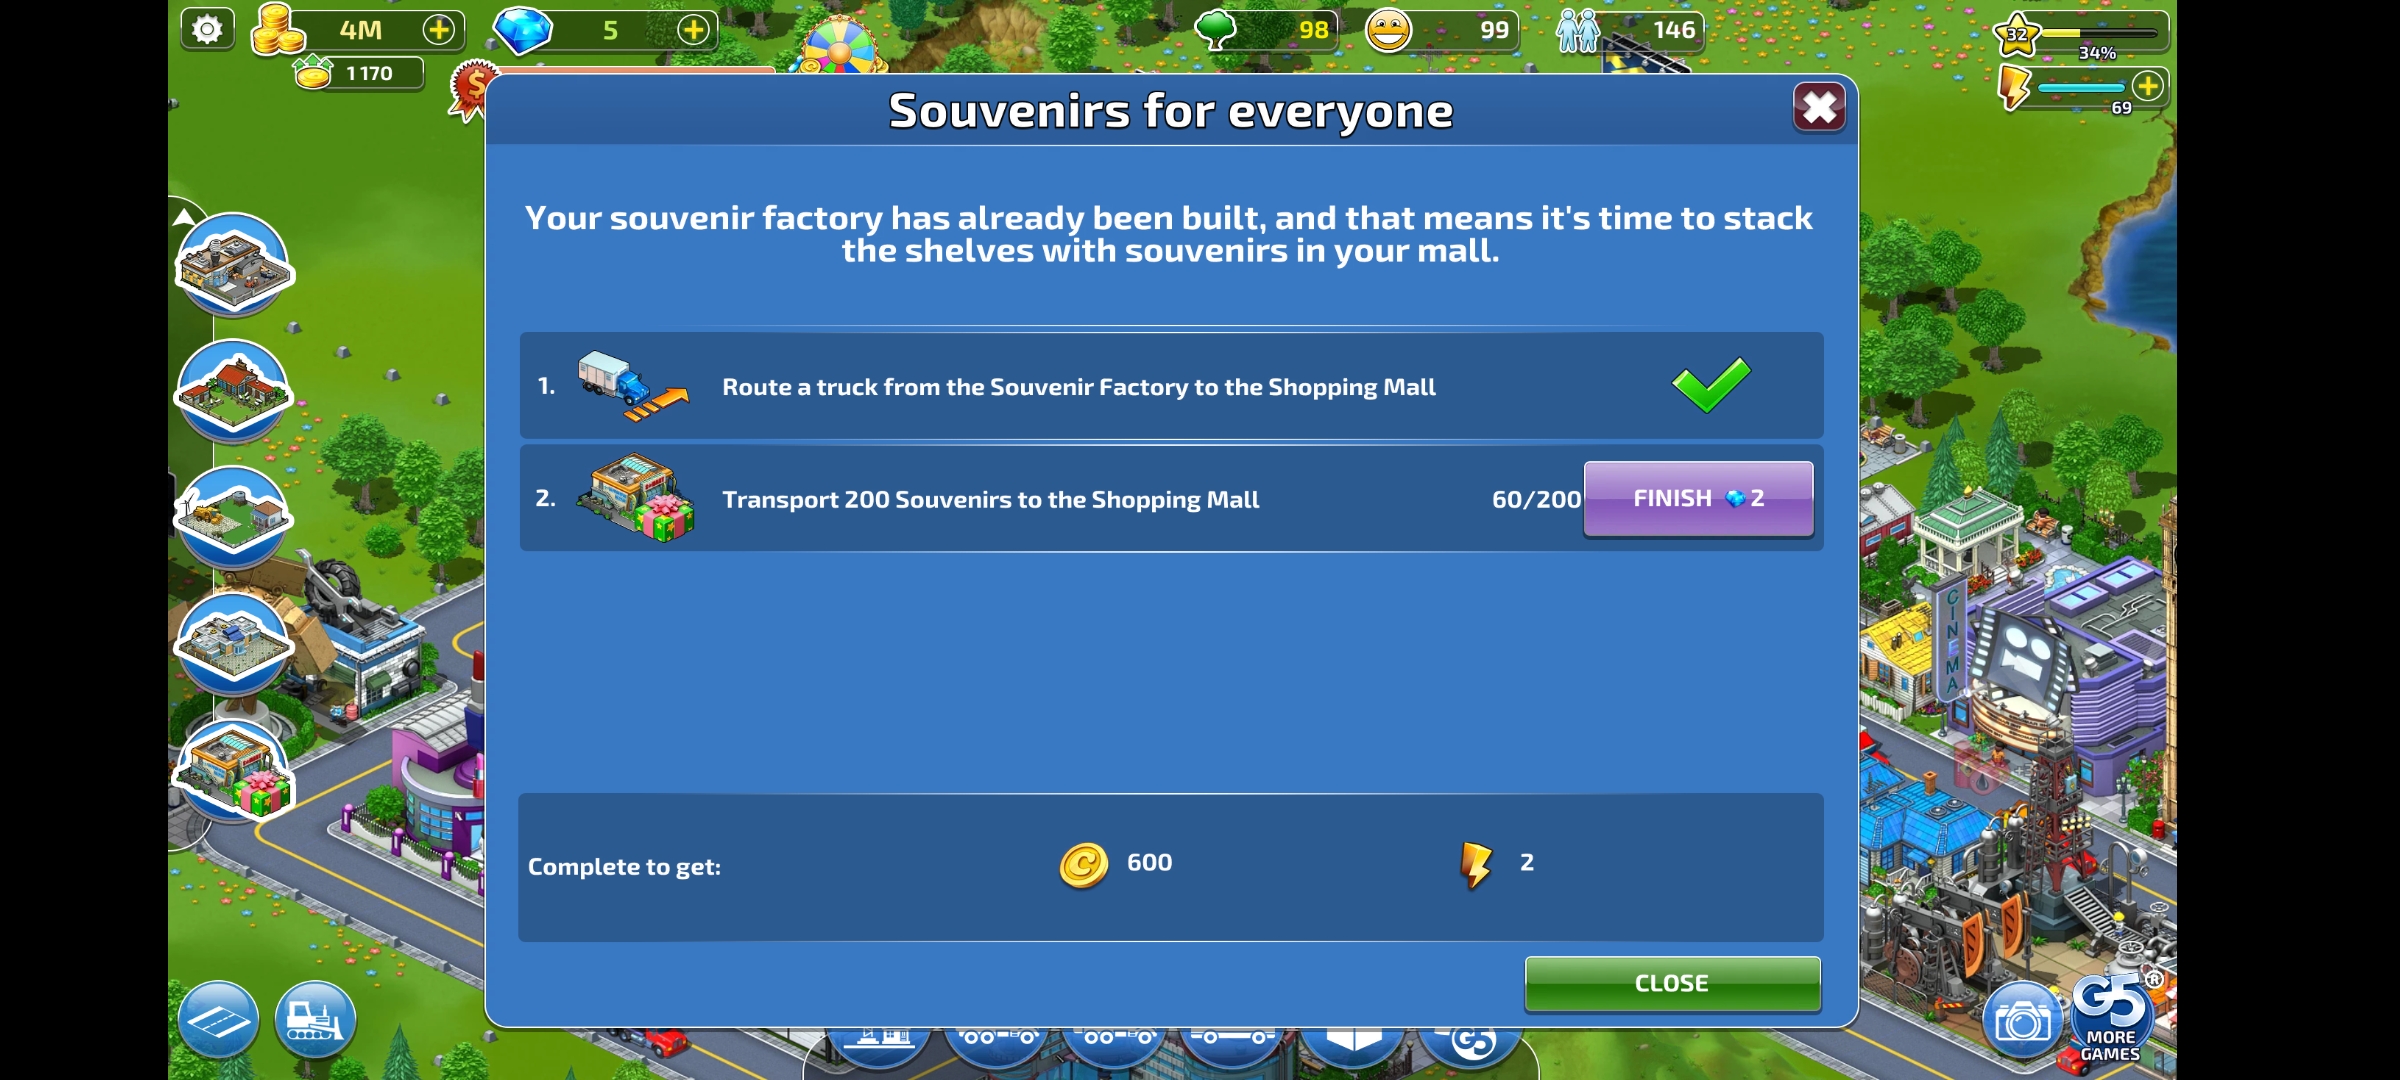 4M
5
98
99
146
32
34%
1170
69
$
Souvenirs for everyone
Your souvenir factory has already been built, and that means it's time to stack
the shelves with souvenirs in your mall.
1.
Route a truck from the Souvenir Factory to the Shopping Mall
2.
Transport 200 Souvenirs to the Shopping Mall
60/200
FINISH 2
CINEMA
Complete to get:
600
2
CLOSE
G5
G5®
MORE
GAMES